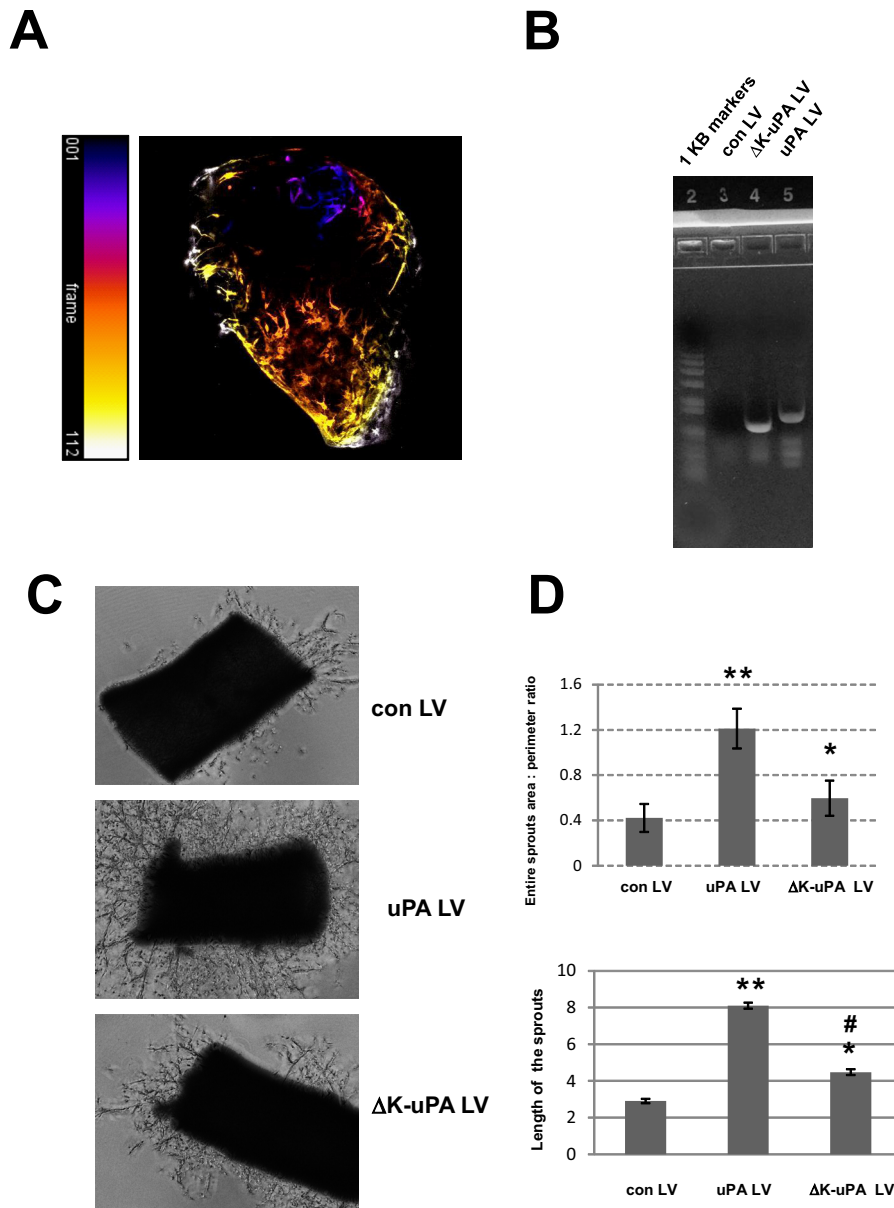 A
001
frame
112
B
1 KB markers
con LV
ΔK-uPA LV
uPA LV
2 3 4 5
C
con LV
uPA LV
ΔK-uPA LV
D
Entire sprouts area : perimeter ratio
1.6
1.2
0.8
0.4
0
**
*
con LV uPA LV ΔK-uPA LV
Length of the sprouts
10
8
6
4
2
0
**
#
*
con LV uPA LV ΔK-uPA LV